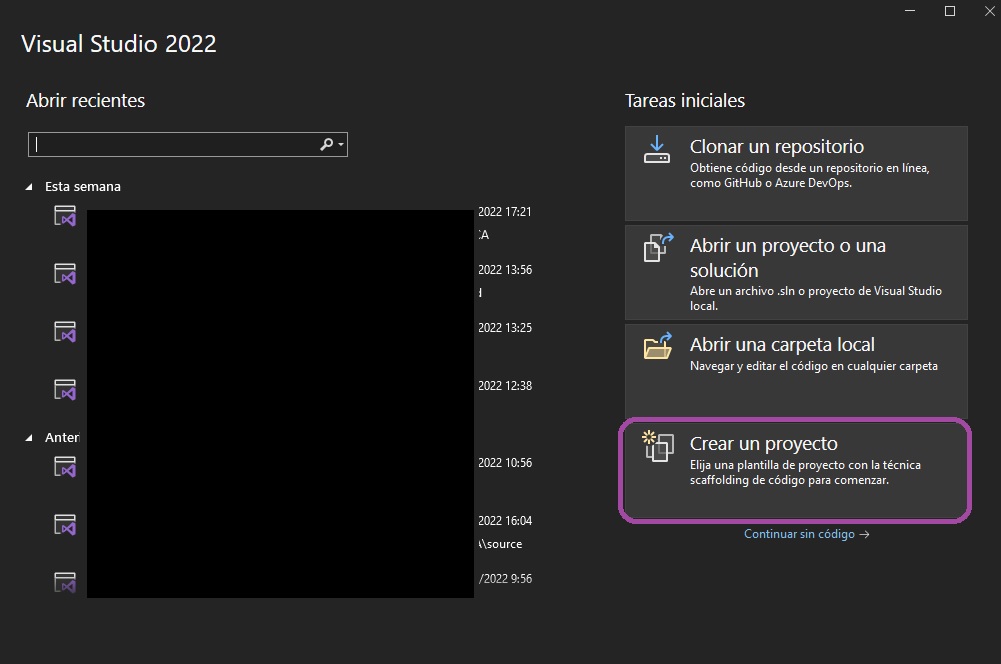 Visual Studio 2022
Abrir recientes
Esta semana
2022 17:21
CA
2022 13:56
2022 13:25
2022 12:38
Anteri
2022 10:56
2022 16:04
\source
/2022 9:56
Tareas iniciales
Clonar un repositorio
Obtiene código desde un repositorio en línea,
como GitHub o Azure DevOps.
Abrir un proyecto o una
solución
Abre un archivo .sln o proyecto de Visual Studio
local.
Abrir una carpeta local
Navegar y editar el código en cualquier carpeta
Crear un proyecto
Elija una plantilla de proyecto con la técnica
scaffolding de código para comenzar.
Continuar sin código →